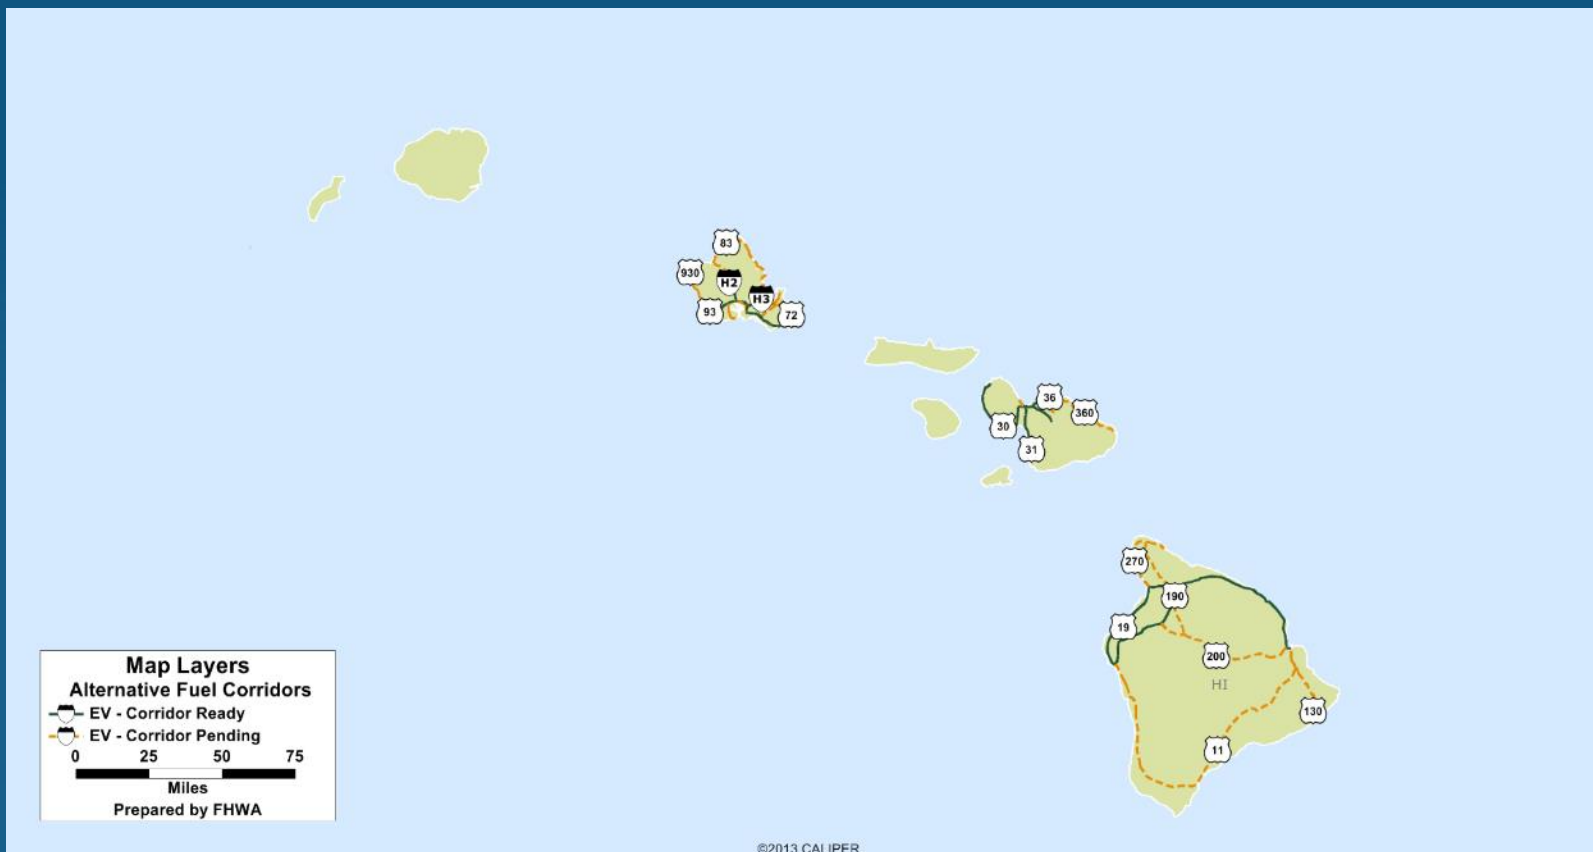 83
930
H2
H3
93
72
36
360
30
31
270
190
19
200
HI
130
11
Map Layers
Alternative Fuel Corridors
EV - Corridor Ready
EV - Corridor Pending
0 25 50 75
Miles
Prepared by FHWA
©2013 CALIPER